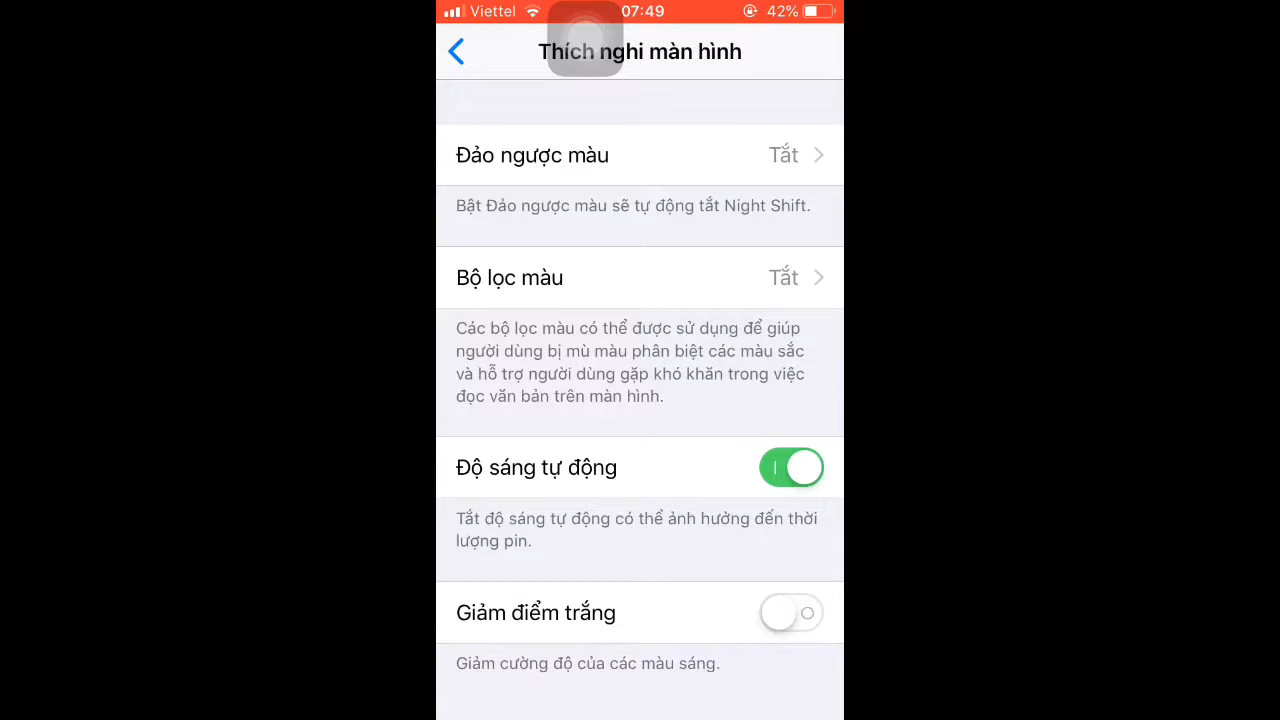 Viettel 07:49 42%
Thích nghi màn hình
Đảo ngược màu Tắt
Bật Đảo ngược màu sẽ tự động tắt Night Shift.
Bộ lọc màu Tắt
Các bộ lọc màu có thể được sử dụng để giúp
người dùng bị mù màu phân biệt các màu sắc
và hỗ trợ người dùng gặp khó khăn trong việc
đọc văn bản trên màn hình.
Độ sáng tự động
Tắt độ sáng tự động có thể ảnh hưởng đến thời
lượng pin.
Giảm điểm trắng
Giảm cường độ của các màu sáng.